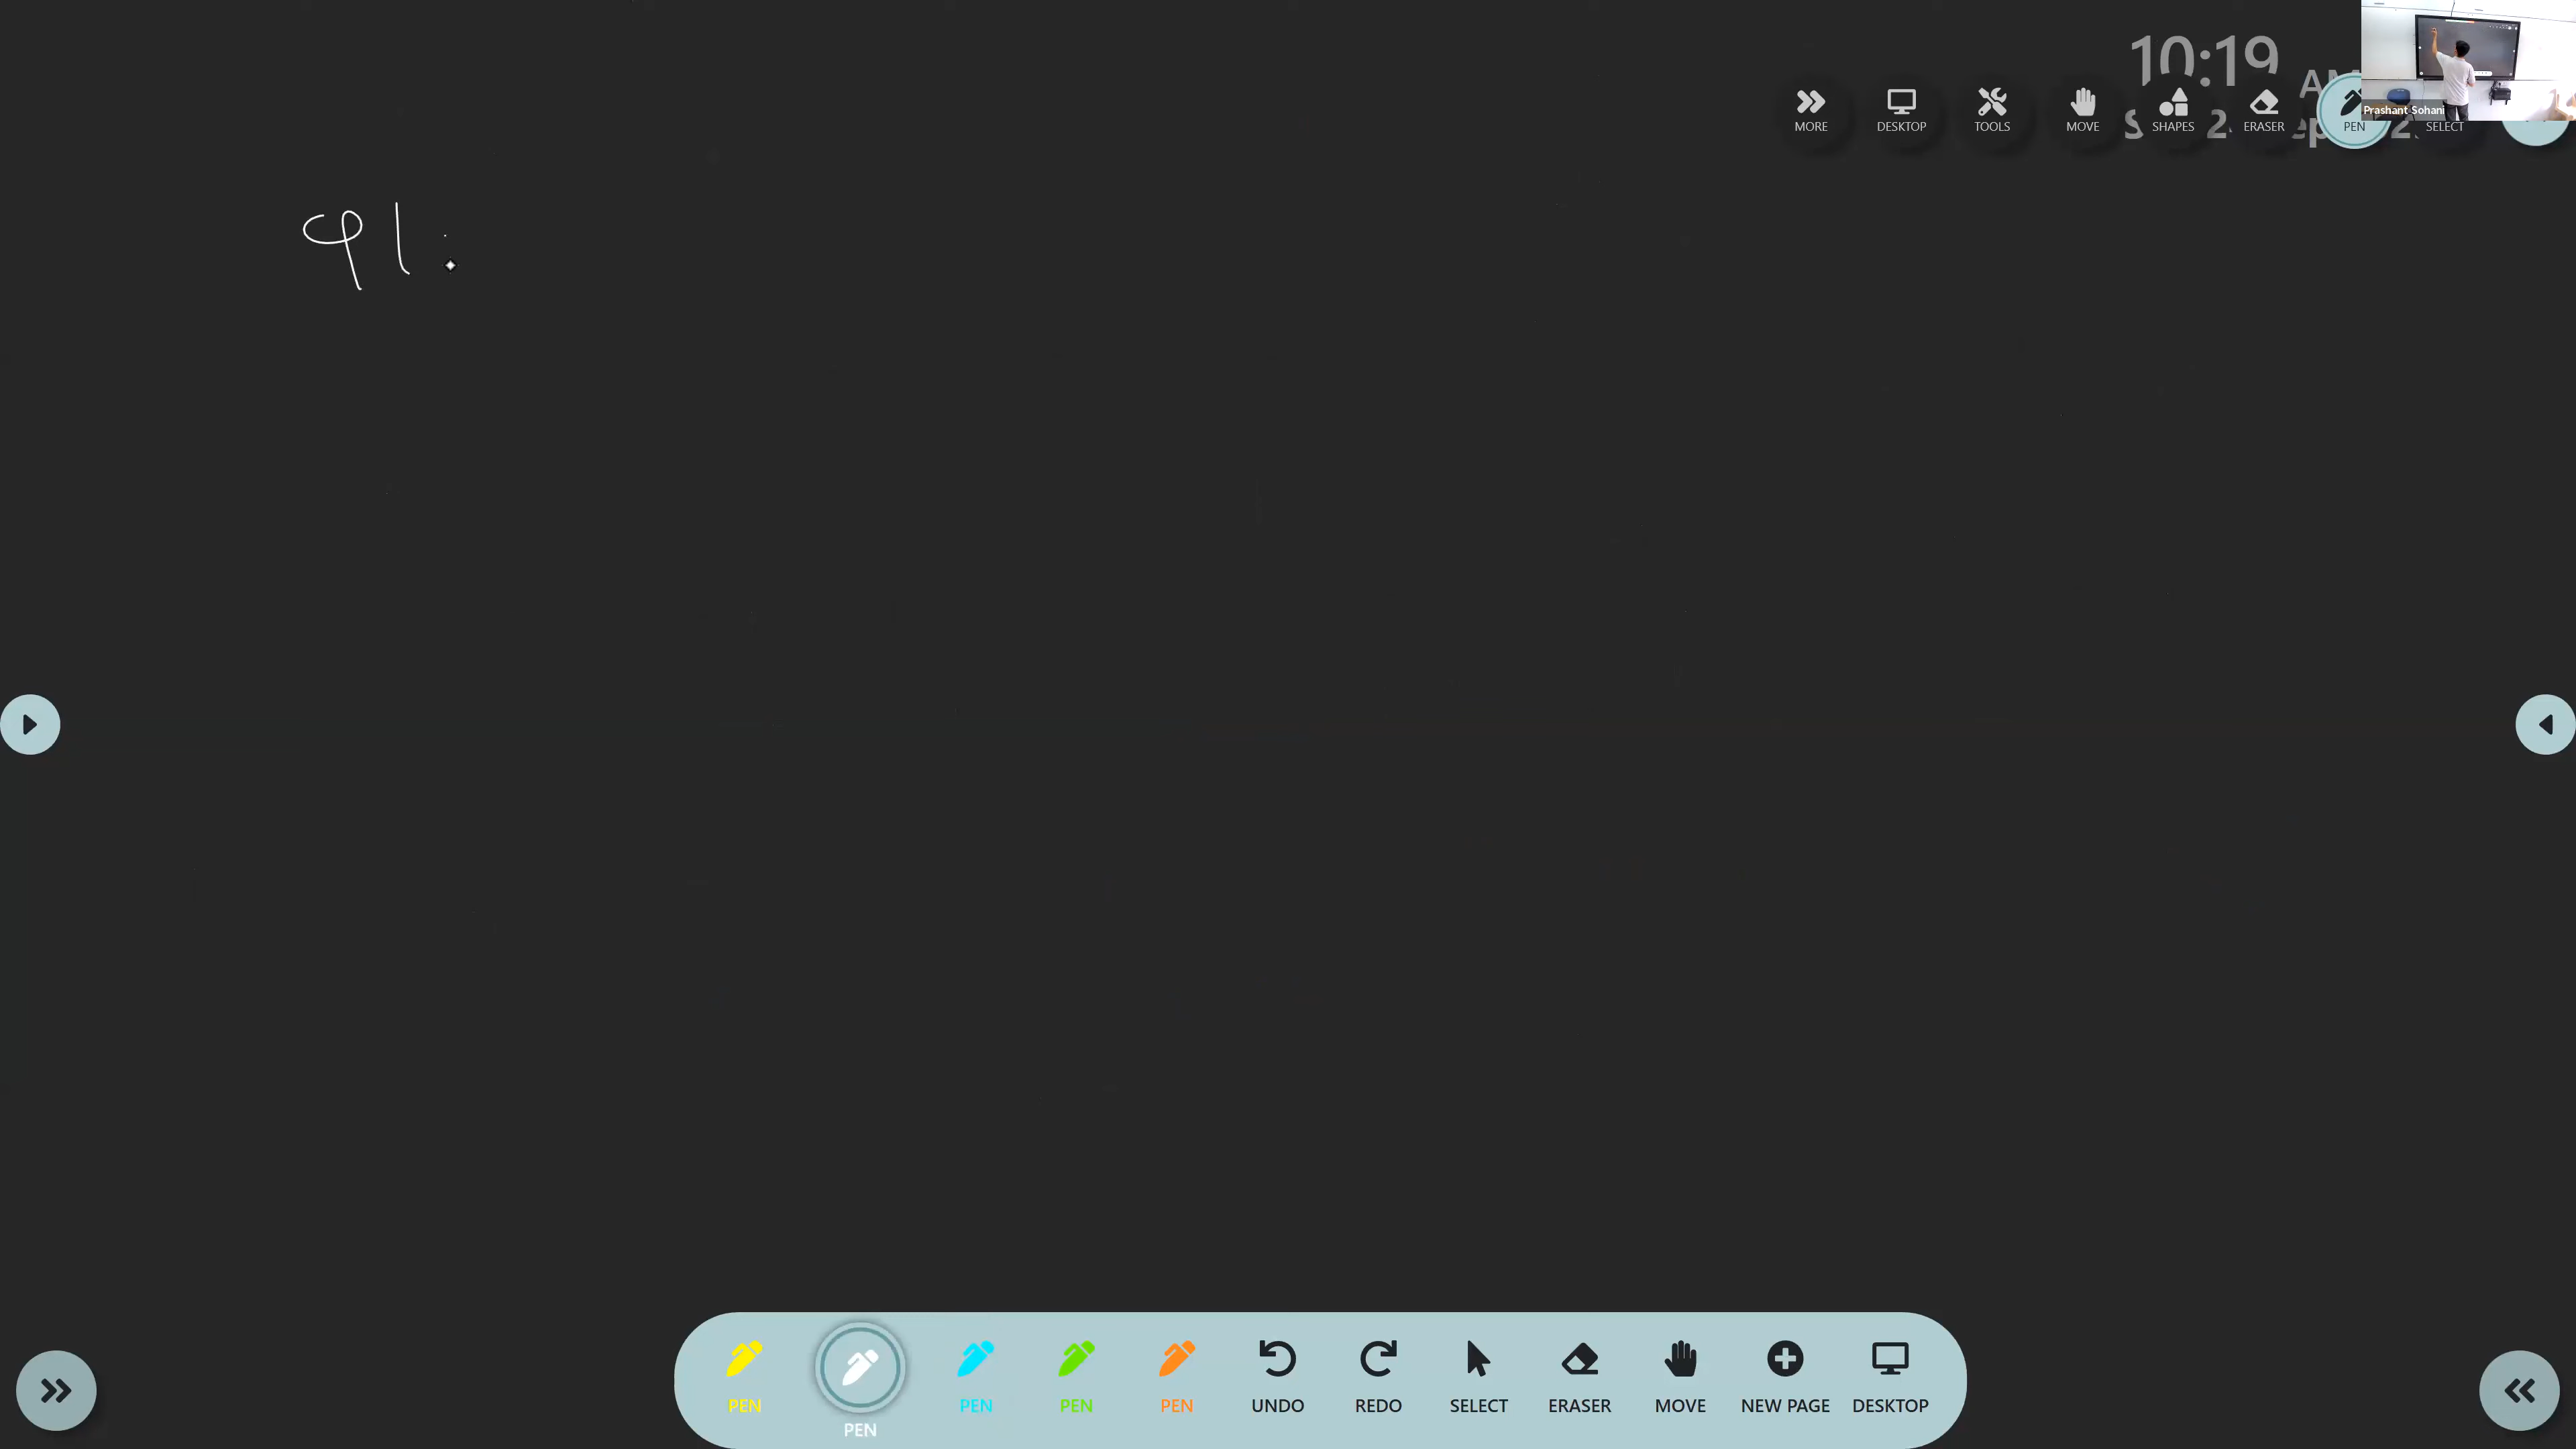 10:19
MORE
DESKTOP
TOOLS
MOVE
SHAPES
ERASER
PEN
SELECT
Prashant Sohani
91:
PEN
PEN
PEN
PEN
PEN
UNDO
REDO
SELECT
ERASER
MOVE
NEW PAGE
DESKTOP